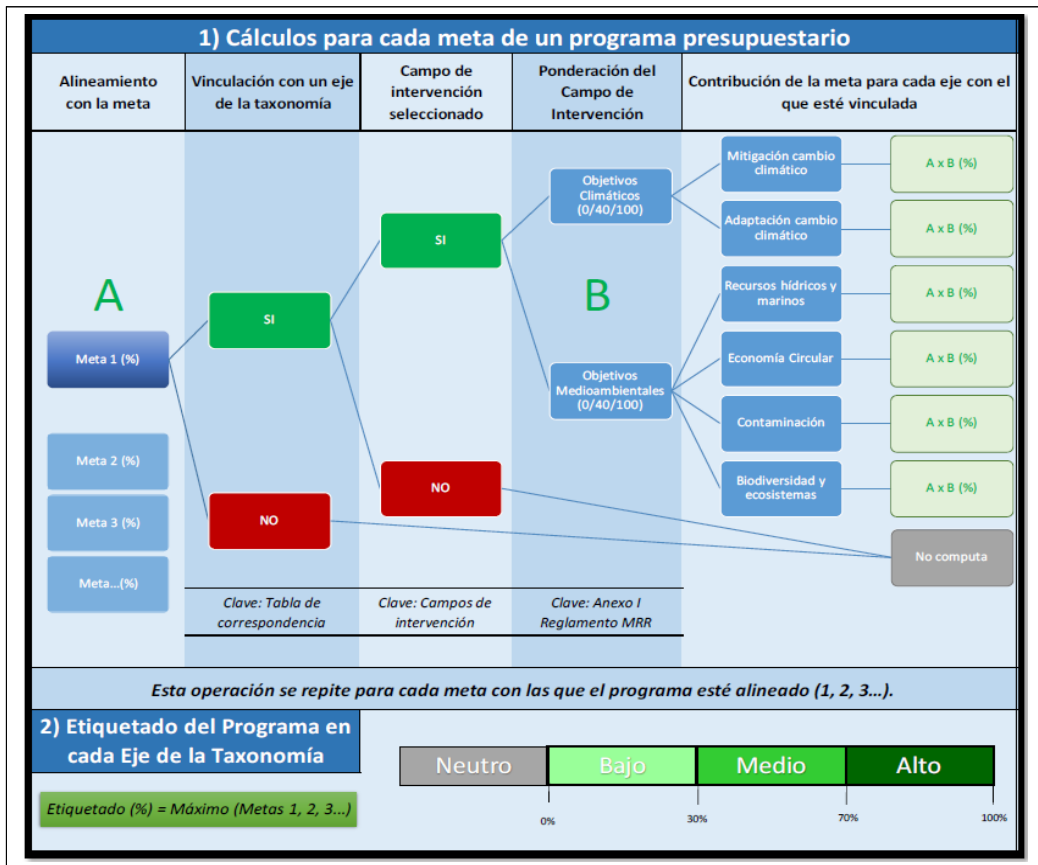 1) Cálculos para cada meta de un programa presupuestario
Alineamiento
con la meta
Vinculación con un eje
de la taxonomía
Campo de
intervención
seleccionado
Ponderación del
Campo de
Intervención
Contribución de la meta para cada eje con el
que esté vinculada
A
Meta 1 (%)
Meta 2 (%)
Meta 3 (%)
Meta...(%)
SI
NO
SI
NO
Objetivos
Climáticos
(0/40/100)
B
Objetivos
Medioambientales
(0/40/100)
Mitigación cambio
climático
A x B (%)
Adaptación cambio
climático
A x B (%)
Recursos hídricos y
marinos
A x B (%)
Economía Circular
A x B (%)
Contaminación
A x B (%)
Biodiversidad y
ecosistemas
A x B (%)
No computa
Clave: Tabla de
correspondencia
Clave: Campos de
intervención
Clave: Anexo I
Reglamento MRR
Esta operación se repite para cada meta con las que el programa esté alineado (1, 2, 3...).
2) Etiquetado del Programa en
cada Eje de la Taxonomía
Etiquetado (%) = Máximo (Metas 1, 2, 3...)
Neutro
Bajo
Medio
Alto
0%
30%
70%
100%